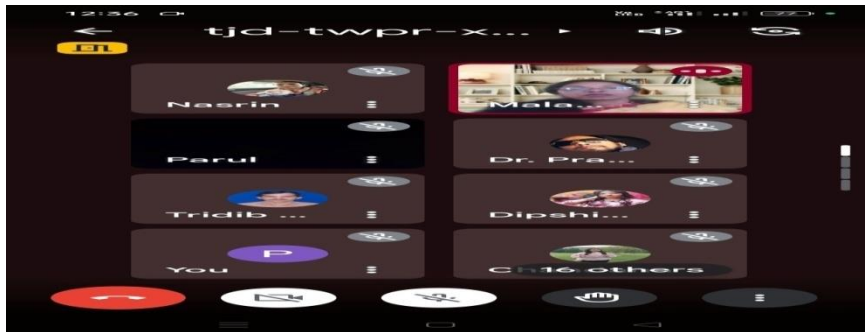 12:36
tjd-twpr-x...
Nasrin
Mala...
Parul
Dr. Pra...
Tridib ...
Dipshi...
P
You
16 others